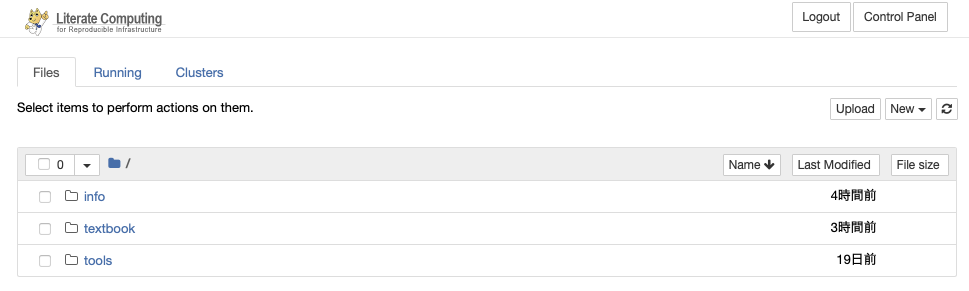 Literate Computing
for Reproducible Infrastructure
Logout Control Panel
Files Running Clusters
Select items to perform actions on them.
Upload New
0 / Name Last Modified File size
info 4時間前
textbook 3時間前
tools 19日前